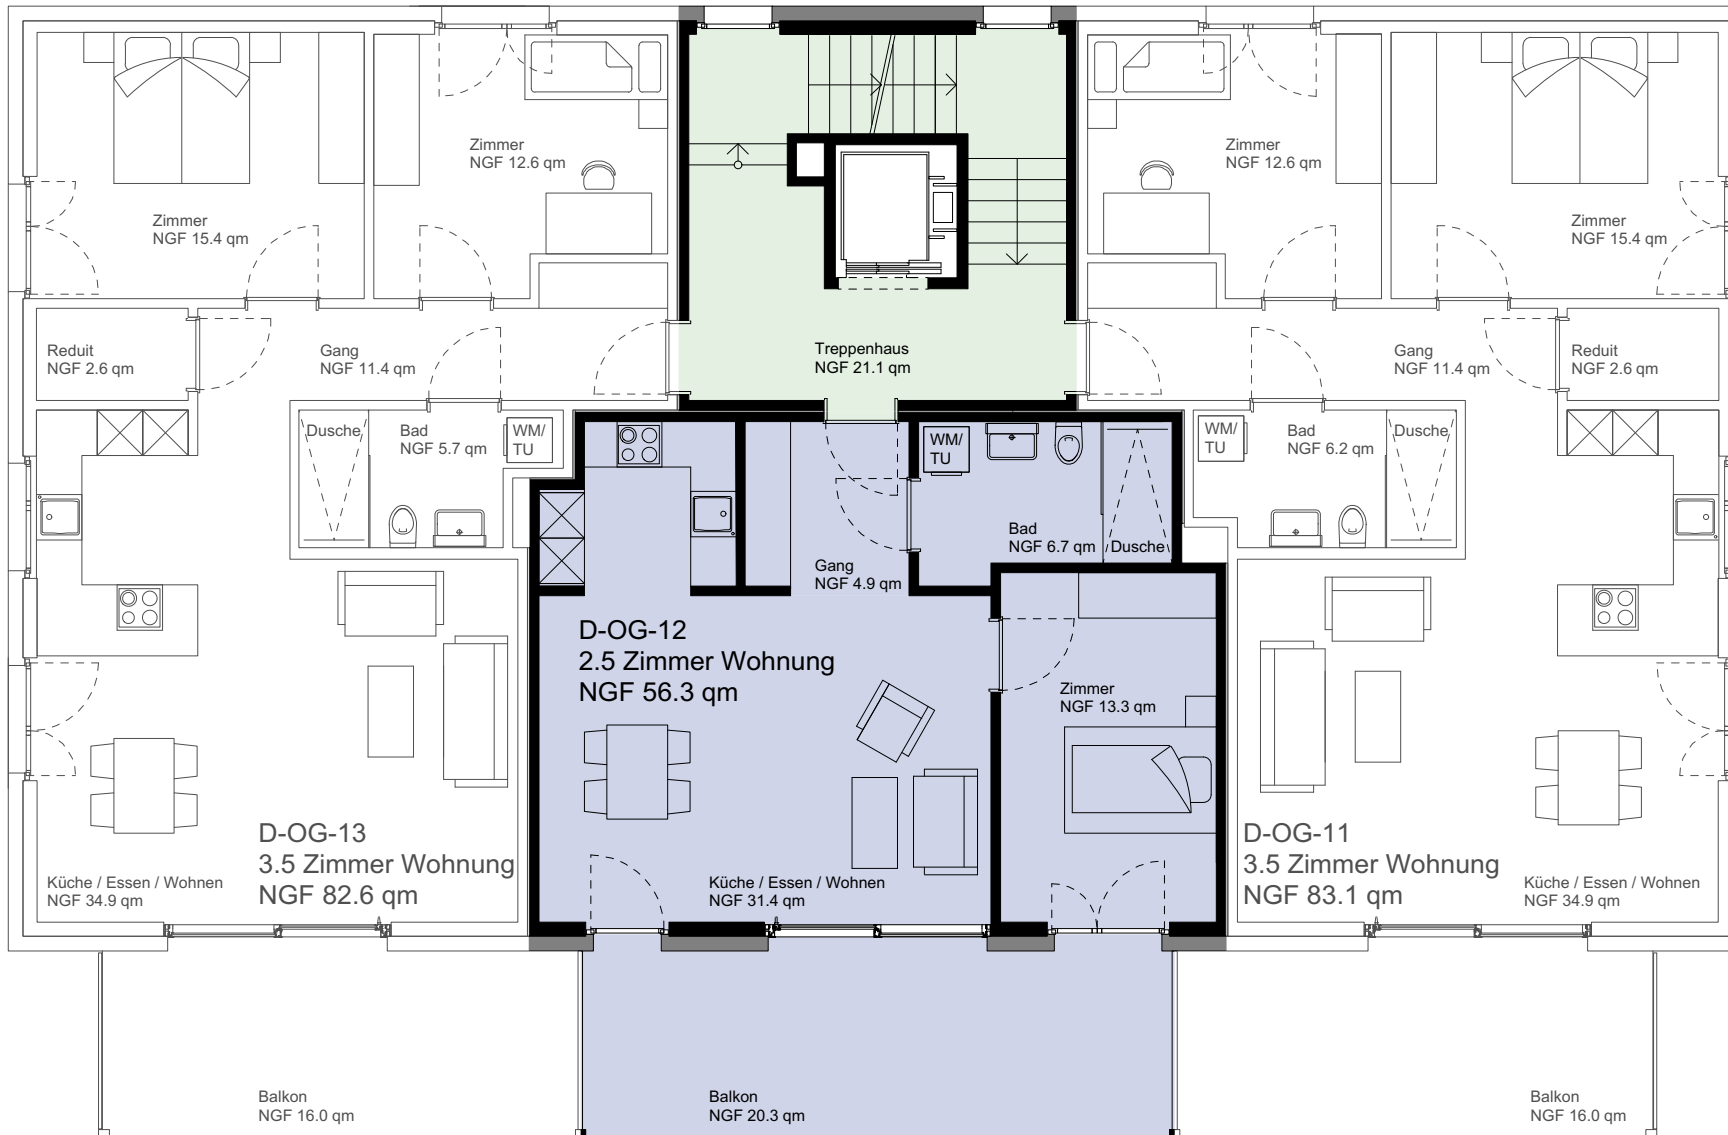 Zimmer
NGF 15.4 qm
Zimmer
NGF 12.6 qm
Zimmer
NGF 12.6 qm
Zimmer
NGF 15.4 qm
Reduit
NGF 2.6 qm
Gang
NGF 11.4 qm
Treppenhaus
NGF 21.1 qm
Gang
NGF 11.4 qm
Reduit
NGF 2.6 qm
Dusche
Bad
NGF 5.7 qm
WM/
TU
WM/
TU
Bad
NGF 6.7 qm
Dusche
WM/
TU
Bad
NGF 6.2 qm
Dusche
Gang
NGF 4.9 qm
D-OG-12
2.5 Zimmer Wohnung
NGF 56.3 qm
Zimmer
NGF 13.3 qm
D-OG-13
3.5 Zimmer Wohnung
NGF 82.6 qm
Küche / Essen / Wohnen
NGF 34.9 qm
Küche / Essen / Wohnen
NGF 31.4 qm
D-OG-11
3.5 Zimmer Wohnung
NGF 83.1 qm
Küche / Essen / Wohnen
NGF 34.9 qm
Balkon
NGF 16.0 qm
Balkon
NGF 20.3 qm
Balkon
NGF 16.0 qm